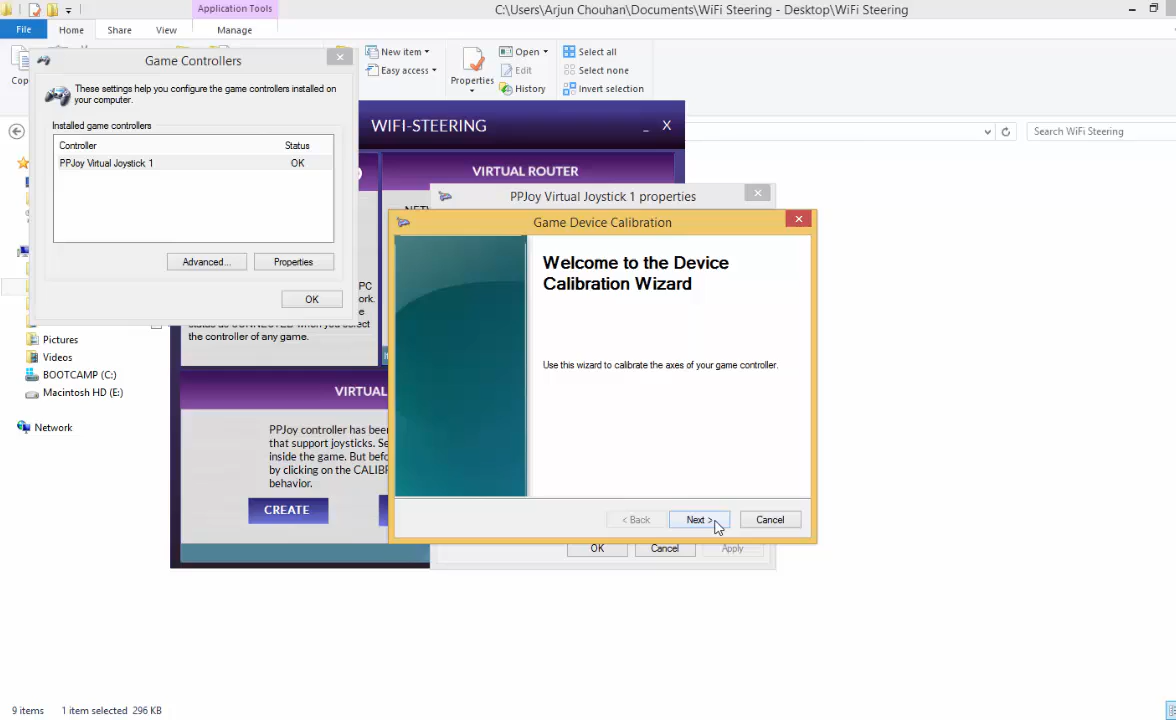 Application Tools
C:\Users\Arjun Chouhan\Documents\WiFi Steering - Desktop\WiFi Steering
File
Home
Share
View
Manage
New item
Easy access
Properties
Open
Edit
History
Select all
Select none
Invert selection
Game Controllers
These settings help you configure the game controllers installed on
your computer.
Installed game controllers
Controller
Status
PPJoy Virtual Joystick 1
OK
Advanced...
Properties
OK
WIFI-STEERING
_ X
VIRTUAL ROUTER
Search WiFi Steering
PPJoy Virtual Joystick 1 properties
Game Device Calibration
Welcome to the Device
Calibration Wizard
Use this wizard to calibrate the axes of your game controller.
< Back
Next >
Cancel
OK
Cancel
Apply
PC
the controller of any game.
VIRTUAL
PPJoy controller has been
that support joysticks. Se
inside the game. But befo
by clicking on the CALIB
behavior.
CREATE
Pictures
Videos
BOOTCAMP (C:)
Macintosh HD (E:)
Network
9 items
1 item selected 296 KB